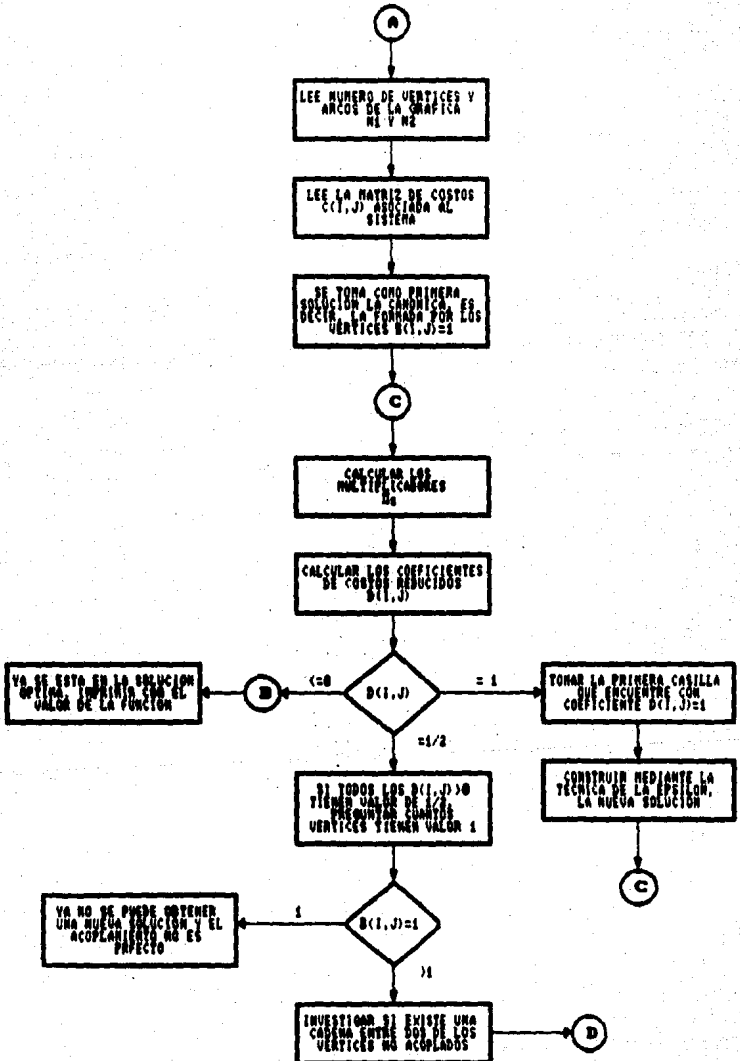 A
LEE NUMERO DE VERTICES Y
ARCOS DE LA GRAFICA
N1 Y N2
LEE LA MATRIZ DE COSTOS
C(I,J) ASOCIADA AL
SISTEMA
SE TOMA COMO PRIMERA
SOLUCION LA CANONICA, ES
DECIR, LA FORMADA POR LOS
VERTICES B(I,J)=1
C
CALCULAR LOS
MULTIPLICADORES
CALCULAR LOS COEFICIENTES
DE COSTOS REDUCIDOS
D(I,J)
YA SE ESTA EN LA SOLUCION
OPTIMA, IMPRIMIR CON EL
VALOR DE LA FUNCION
B
<=0
D(I,J)
= 1
TOMAR LA PRIMERA CASILLA
QUE ENCUENTRE CON
COEFICIENTE D(I,J)=1
=1/2
SI TODOS LOS D(I,J)>0
TIENEN VALOR DE 1/2,
PREGUNTAR CUANTOS
VERTICES TIENEN VALOR 1
CONSTRUIR MEDIANTE LA
TECNICA DE LA EPSILON,
LA NUEVA SOLUCION
C
YA NO SE PUEDE OBTENER
UNA NUEVA SOLUCION Y EL
ACOPLAMIENTO NO ES
PRFECTO
1
B(I,J)=1
>1
INVESTIGAR SI EXISTE UNA
CADENA ENTRE DOS DE LOS
VERTICES NO ACOPLADOS
D